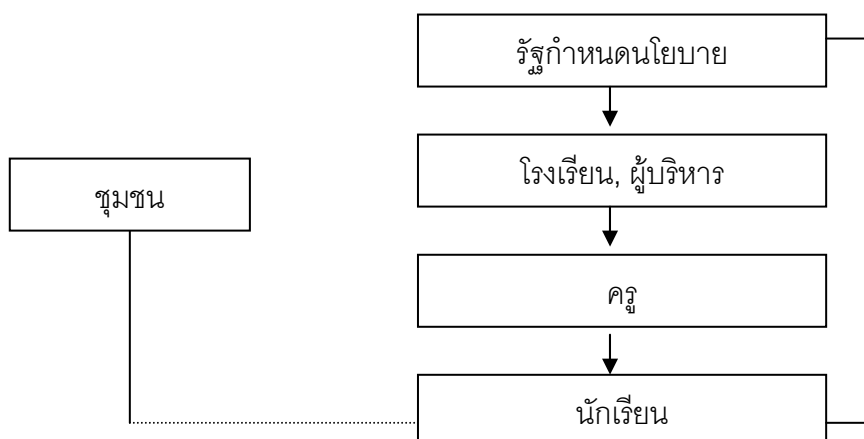 รัฐกำหนดนโยบาย
โรงเรียน, ผู้บริหาร
ชุมชน
ครู
นักเรียน